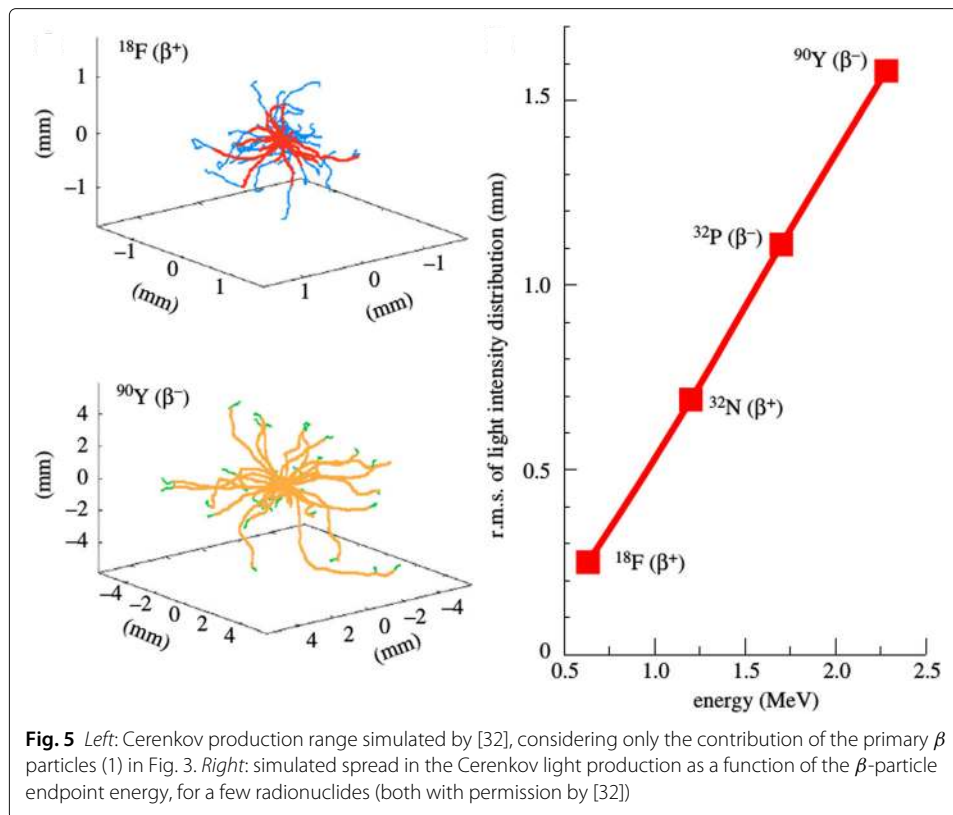 ¹⁸F (β⁺)
1
0
−1
(mm)
−1
0
1
(mm)
1
0
−1
(mm)
⁹⁰Y (β⁻)
4
2
0
−2
−4
(mm)
−4
−2
0
2
4
(mm)
4
2
0
−2
−4
(mm)
r.m.s. of light intensity distribution (mm)
1.5
1.0
0.5
0
⁹⁰Y (β⁻)
³²P (β⁻)
³²N (β⁺)
¹⁸F (β⁺)
0.5 1.0 1.5 2.0 2.5
energy (MeV)
Fig. 5 Left: Cerenkov production range simulated by [32], considering only the contribution of the primary β
particles (1) in Fig. 3. Right: simulated spread in the Cerenkov light production as a function of the β-particle
endpoint energy, for a few radionuclides (both with permission by [32])